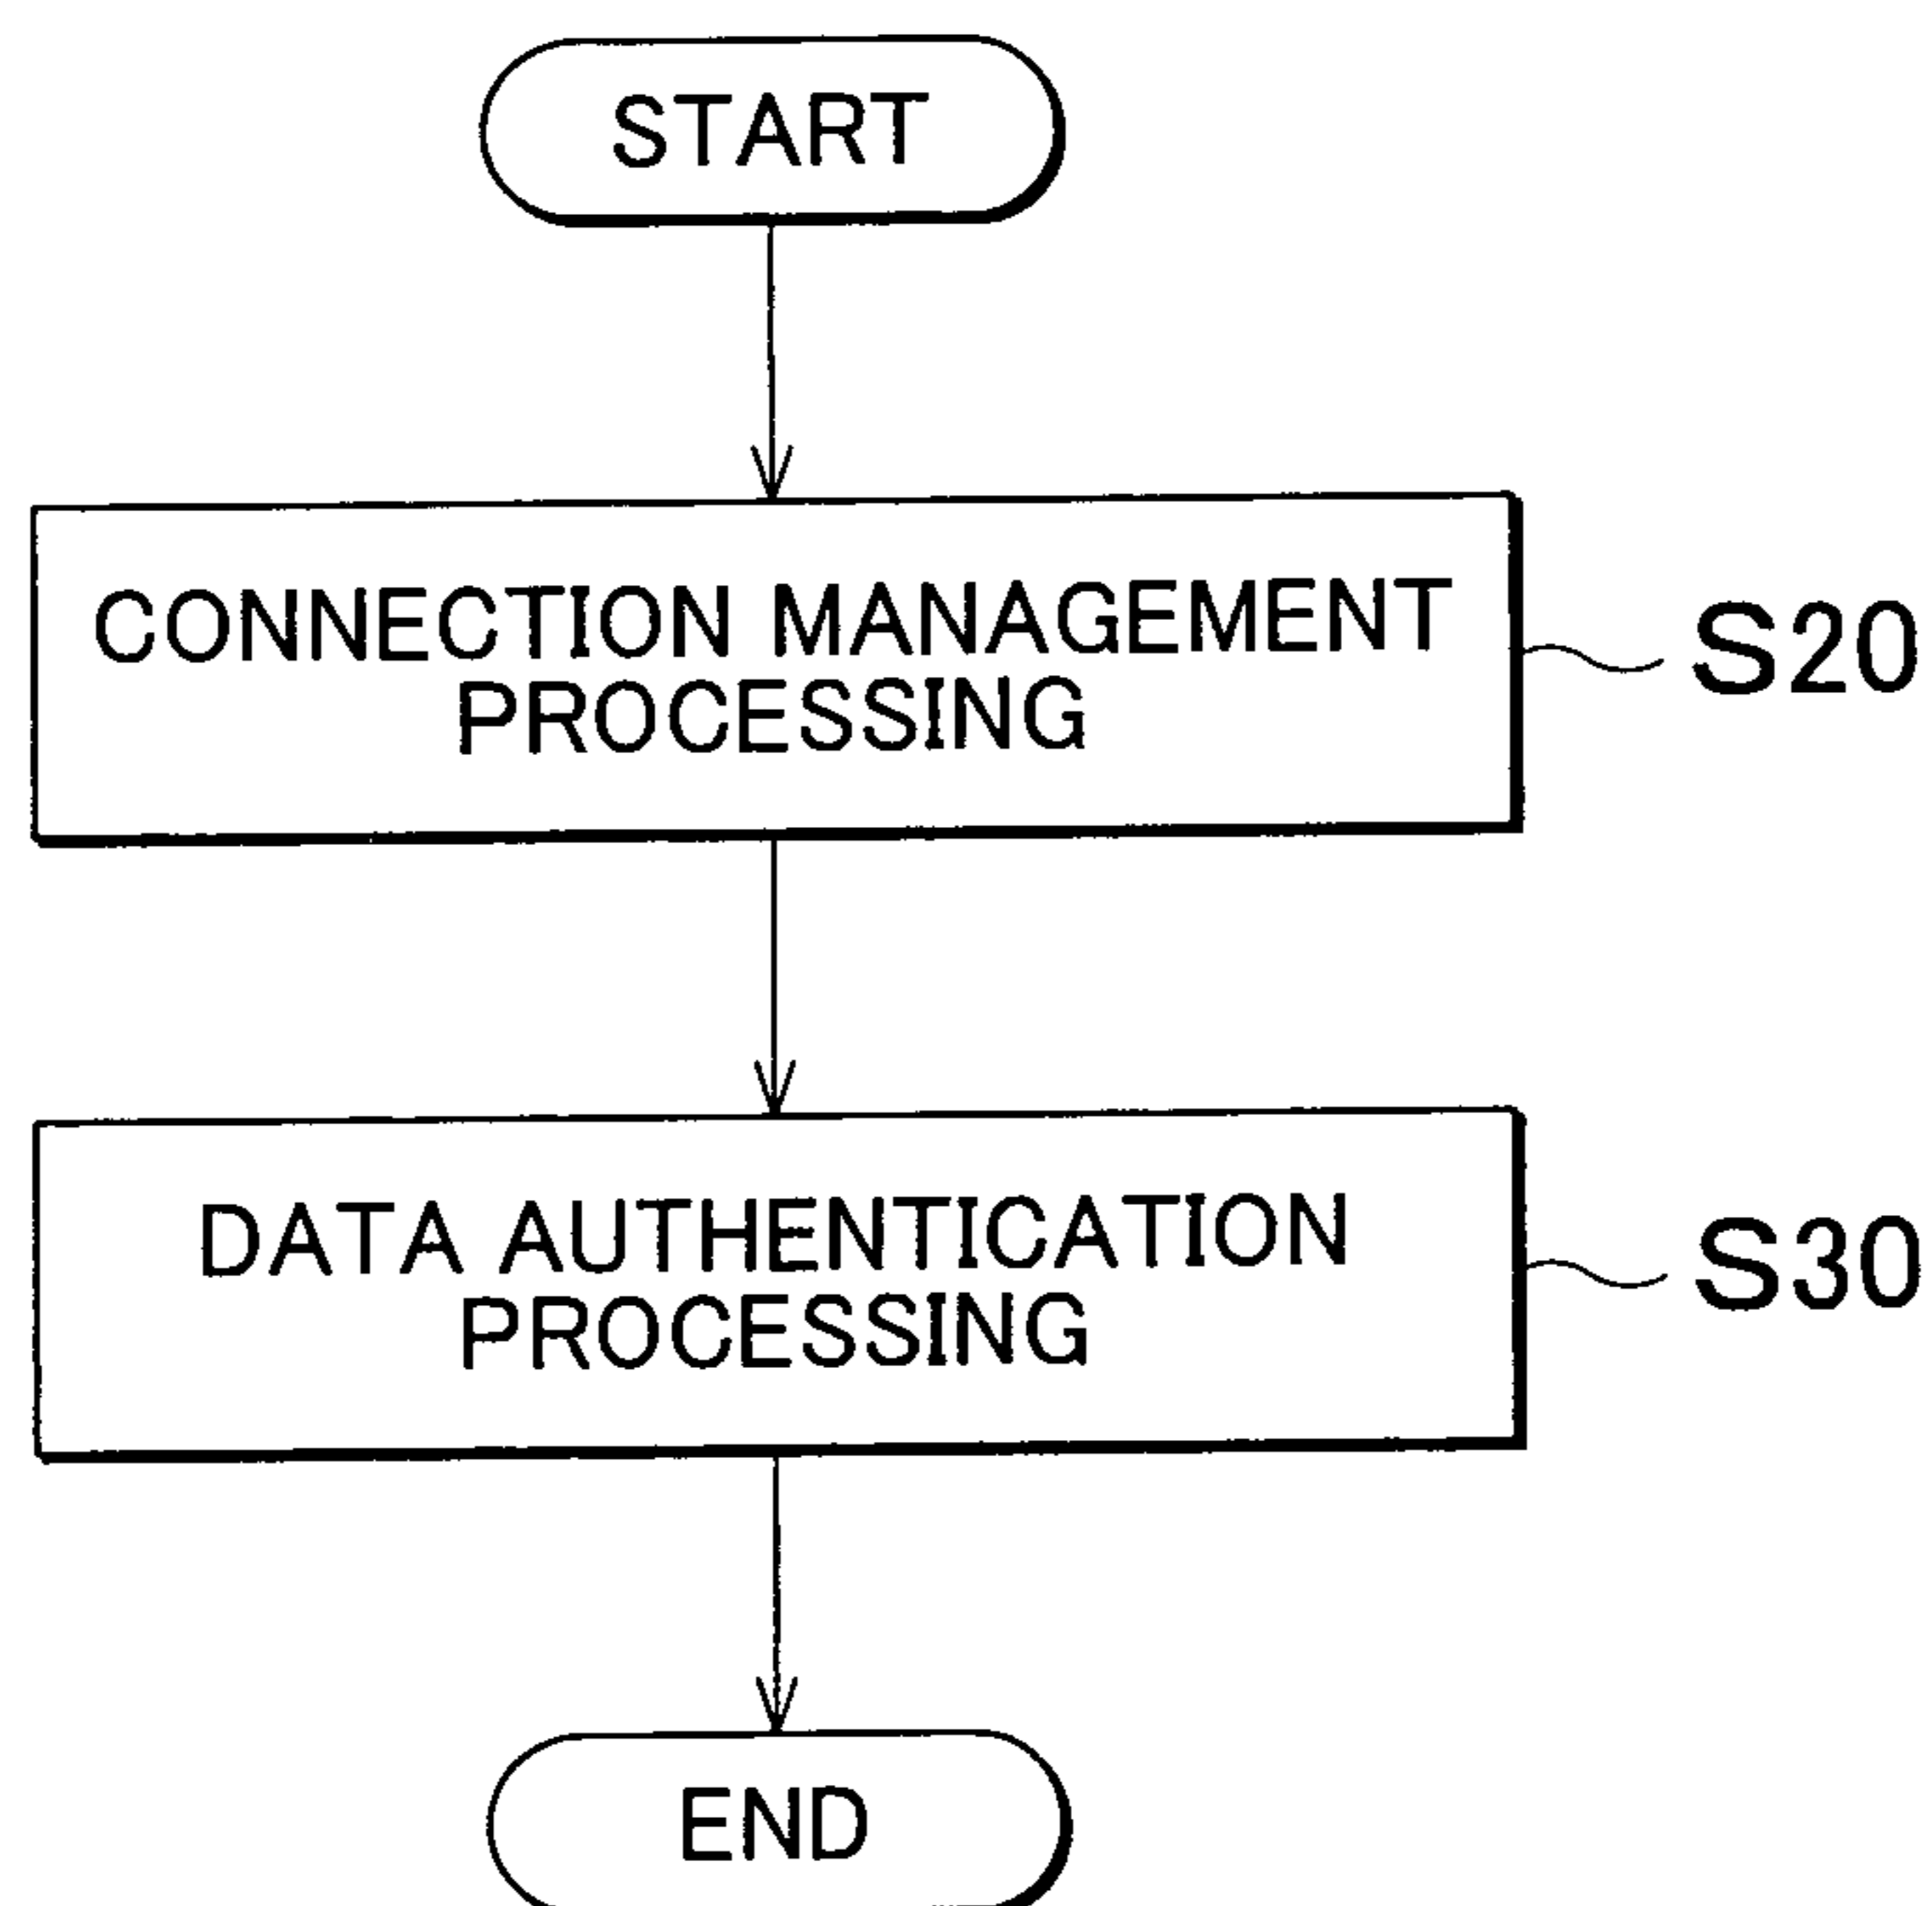 START
CONNECTION MANAGEMENT
PROCESSING
S20
DATA AUTHENTICATION
PROCESSING
S30
END